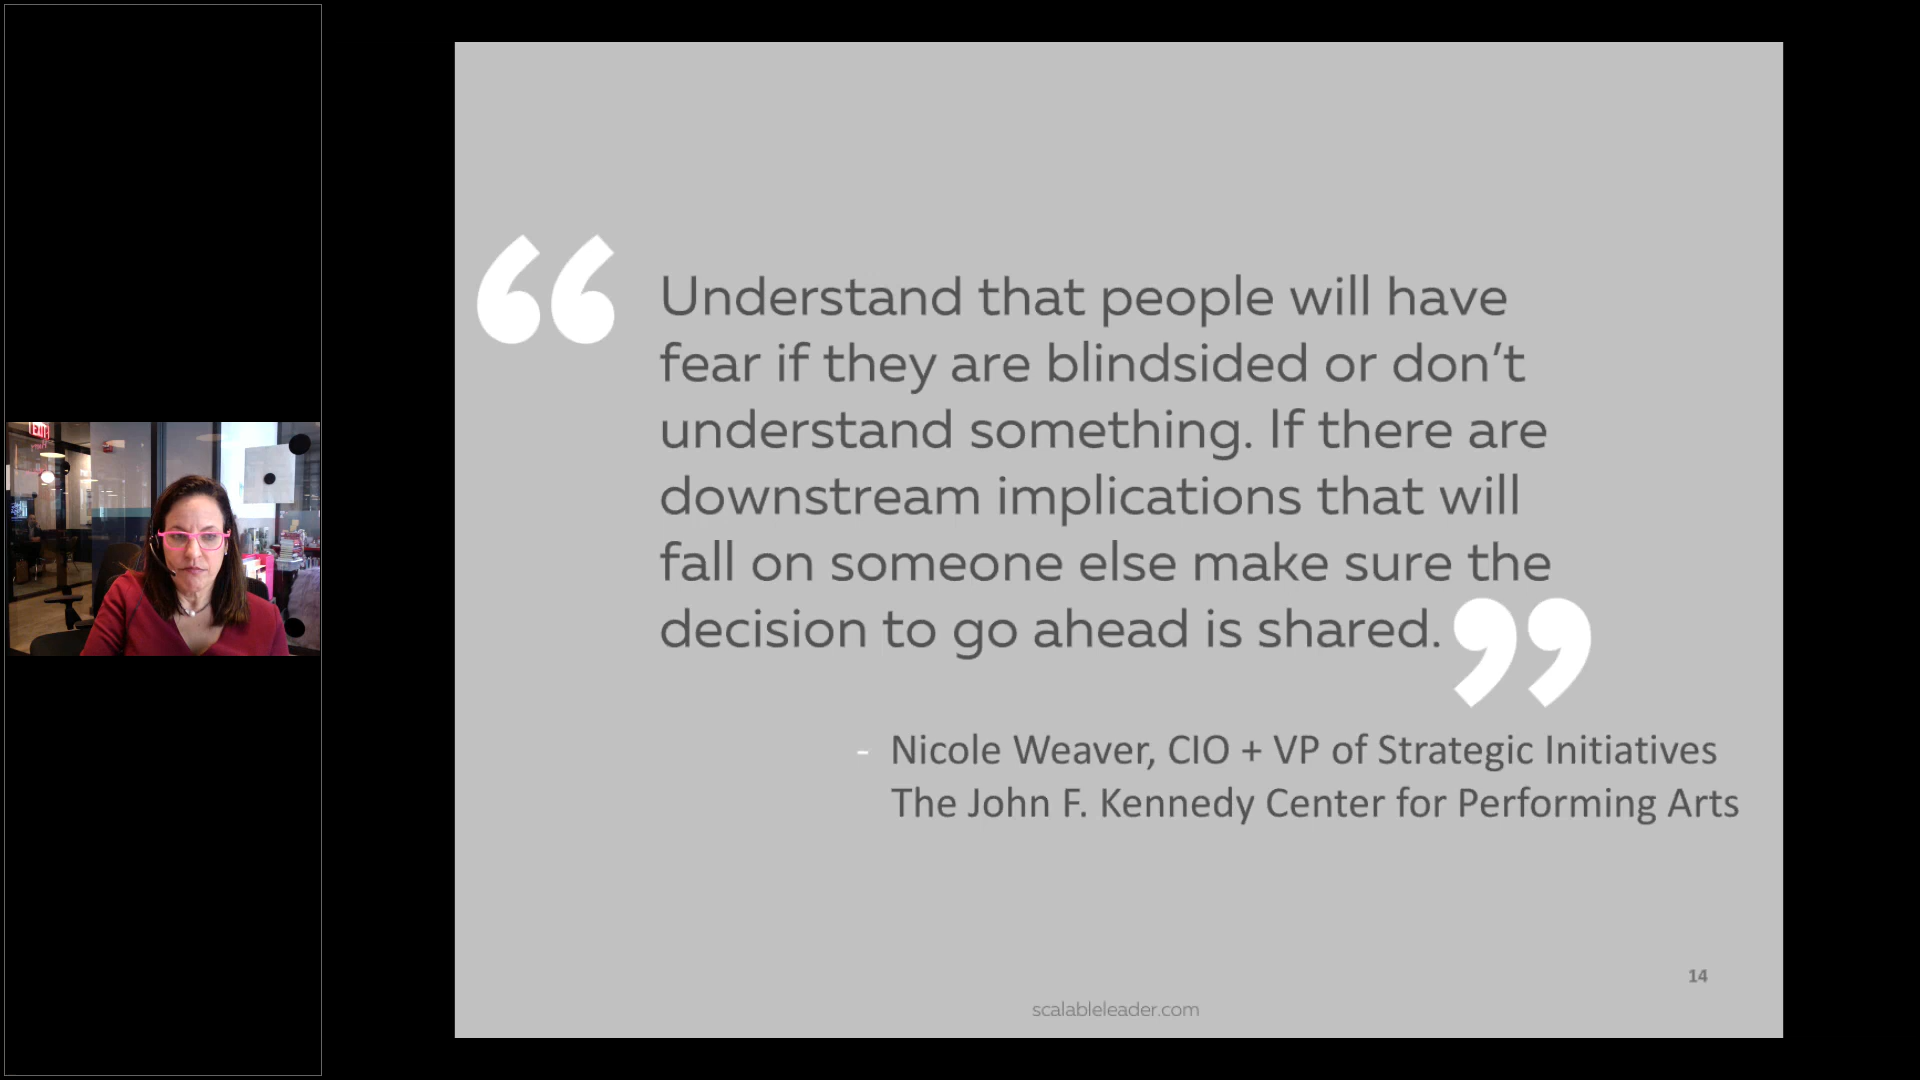 EXIT
Understand that people will have
fear if they are blindsided or don’t
understand something. If there are
downstream implications that will
fall on someone else make sure the
decision to go ahead is shared.
- Nicole Weaver, CIO + VP of Strategic Initiatives
The John F. Kennedy Center for Performing Arts
14
scalableleader.com